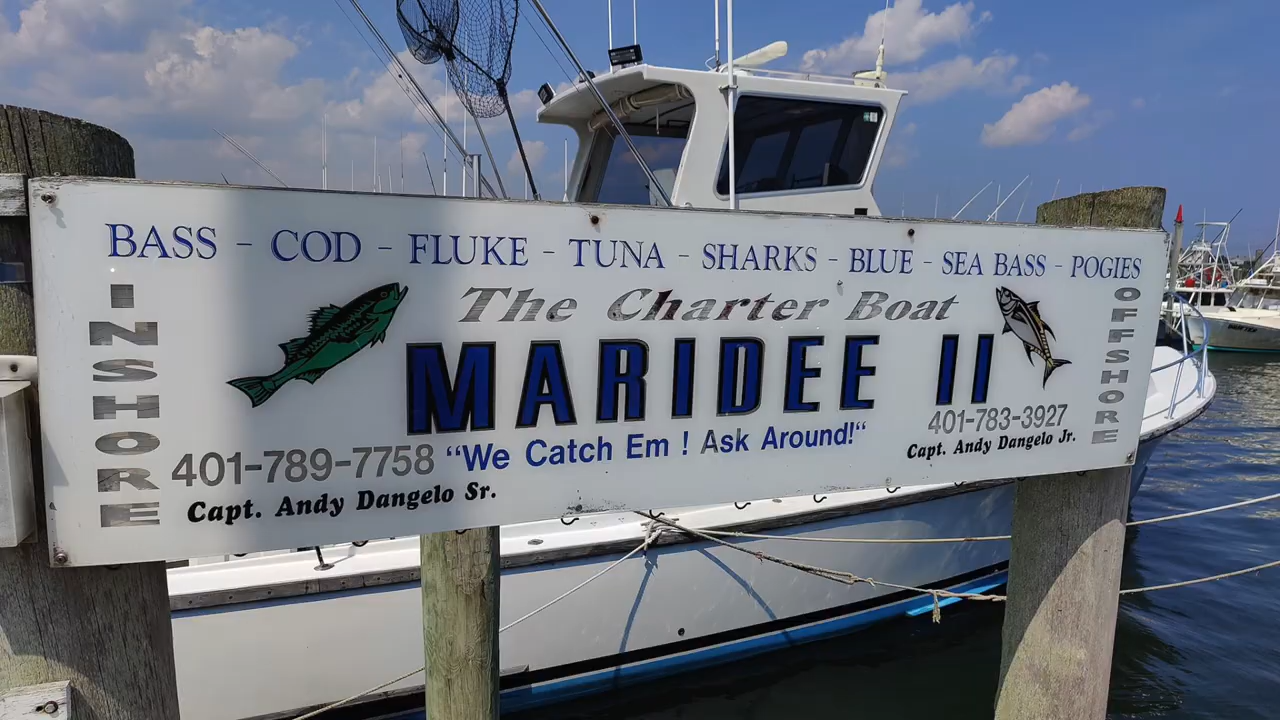 BASS - COD - FLUKE - TUNA - SHARKS - BLUE - SEA BASS - POGIES
INSHORE
The Charter Boat
MARIDEE II
OFFSHORE
401-789-7758
"We Catch Em ! Ask Around!"
401-783-3927
Capt. Andy Dangelo Sr.
Capt. Andy Dangelo Jr.